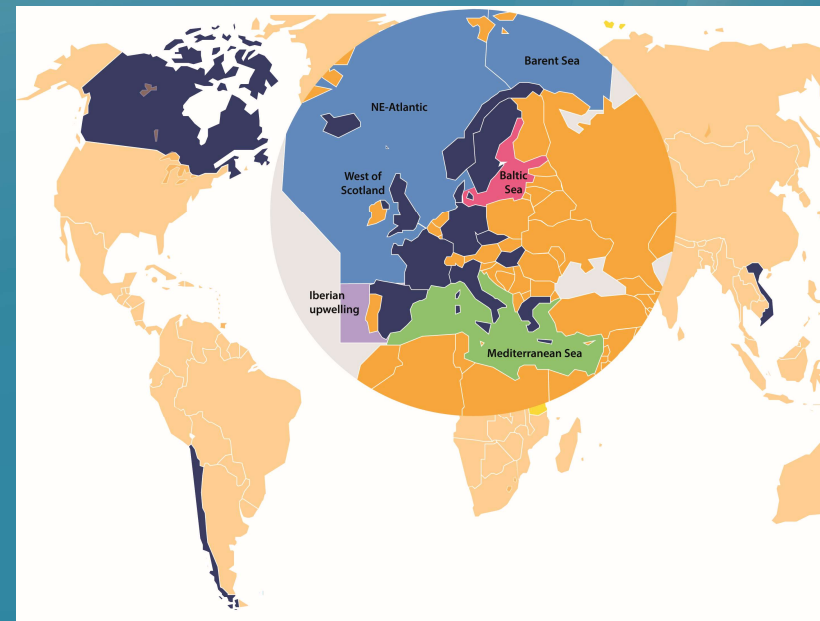 Barent Sea
NE-Atlantic
West of
Scotland
Baltic
Sea
Iberian
upwelling
Mediterranean Sea